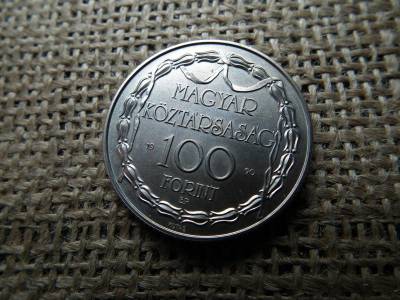 MAGYAR
KÖZTÁRSASÁG
19 100 90
FORINT
BP.